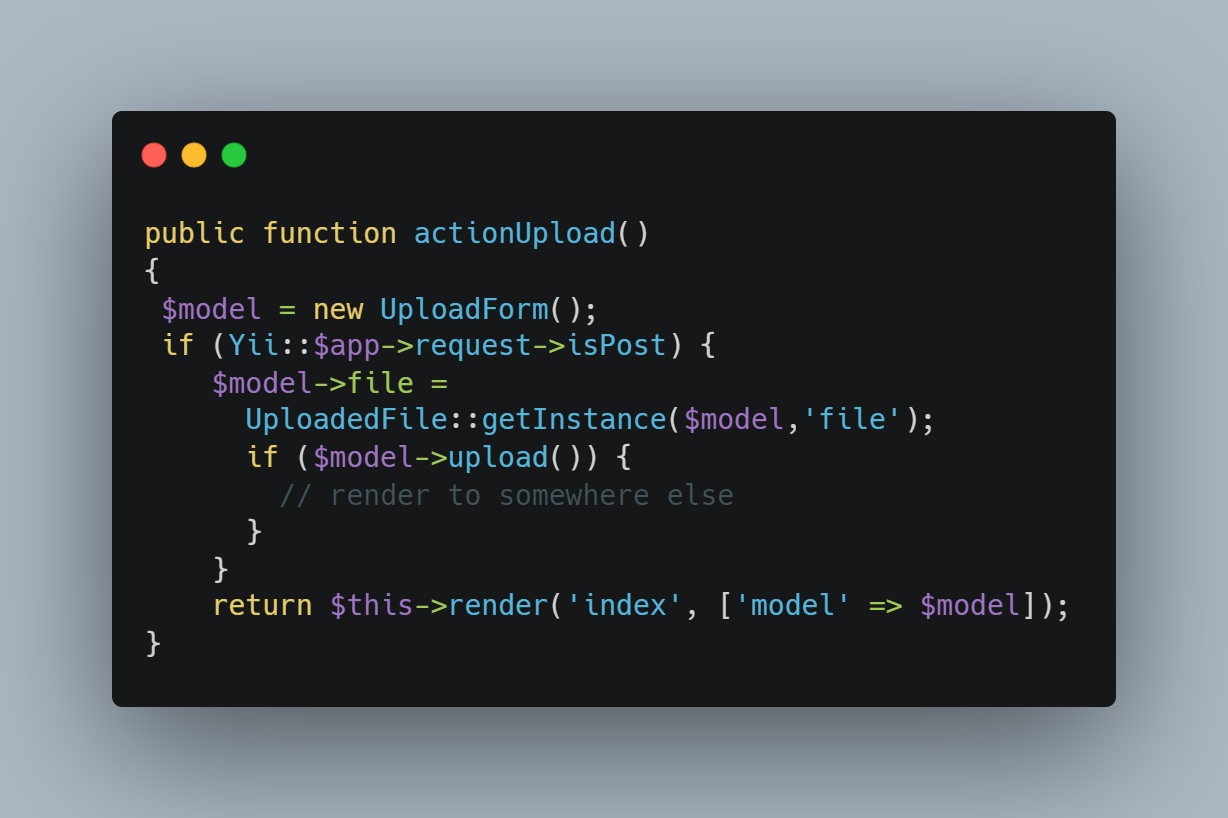 public function actionUpload()
{
 $model = new UploadForm();
 if (Yii::$app->request->isPost) {
    $model->file =
      UploadedFile::getInstance($model,'file');
      if ($model->upload()) {
        // render to somewhere else
      }
    }
    return $this->render('index', ['model' => $model]);
}